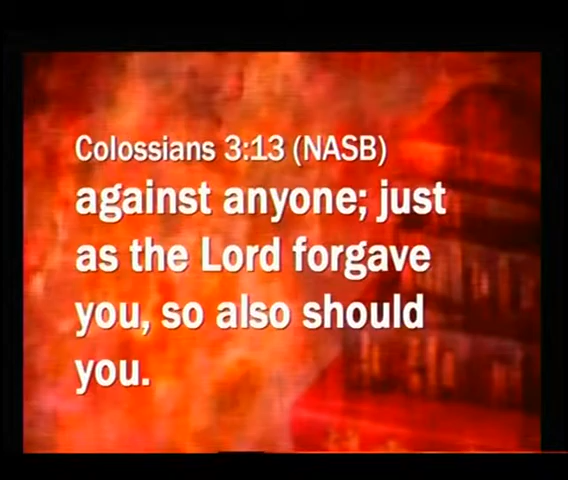 Colossians 3:13 (NASB)
against anyone; just
as the Lord forgave
you, so also should
you.